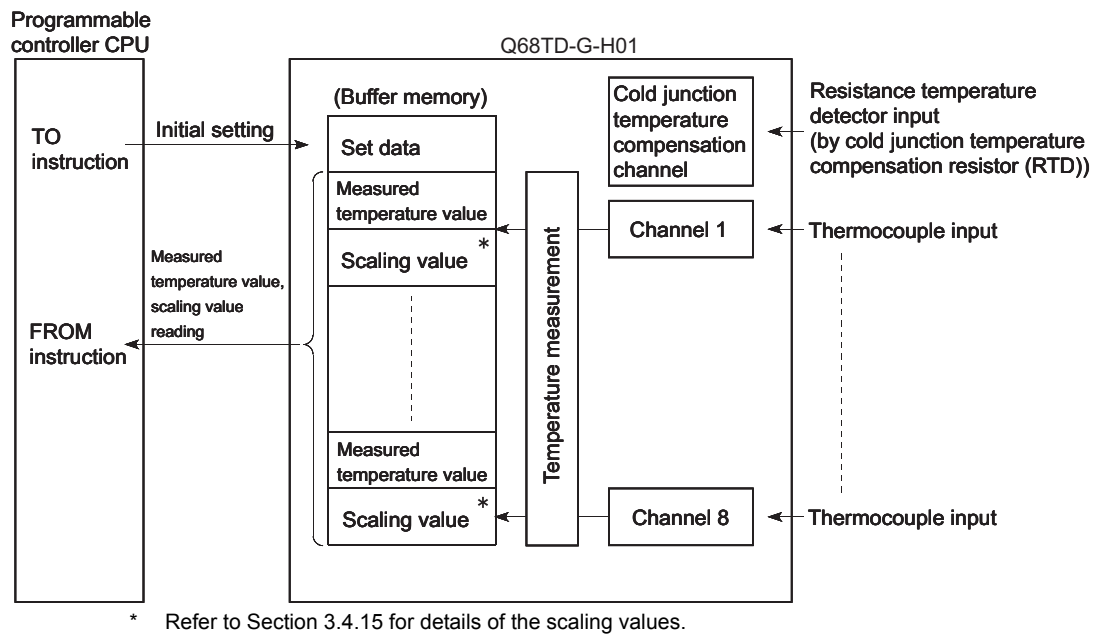 Programmable
controller CPU
Q68TD-G-H01
(Buffer memory)
TO
instruction
Initial setting
Set data
Cold junction
temperature
compensation
channel
Resistance temperature
detector input
(by cold junction temperature
compensation resistor (RTD))
Measured
temperature value
Channel 1
Thermocouple input
Scaling value *
Measured
temperature value,
scaling value
reading
FROM
instruction
Temperature measurement
Measured
temperature value
Scaling value *
Channel 8
Thermocouple input
* Refer to Section 3.4.15 for details of the scaling values.